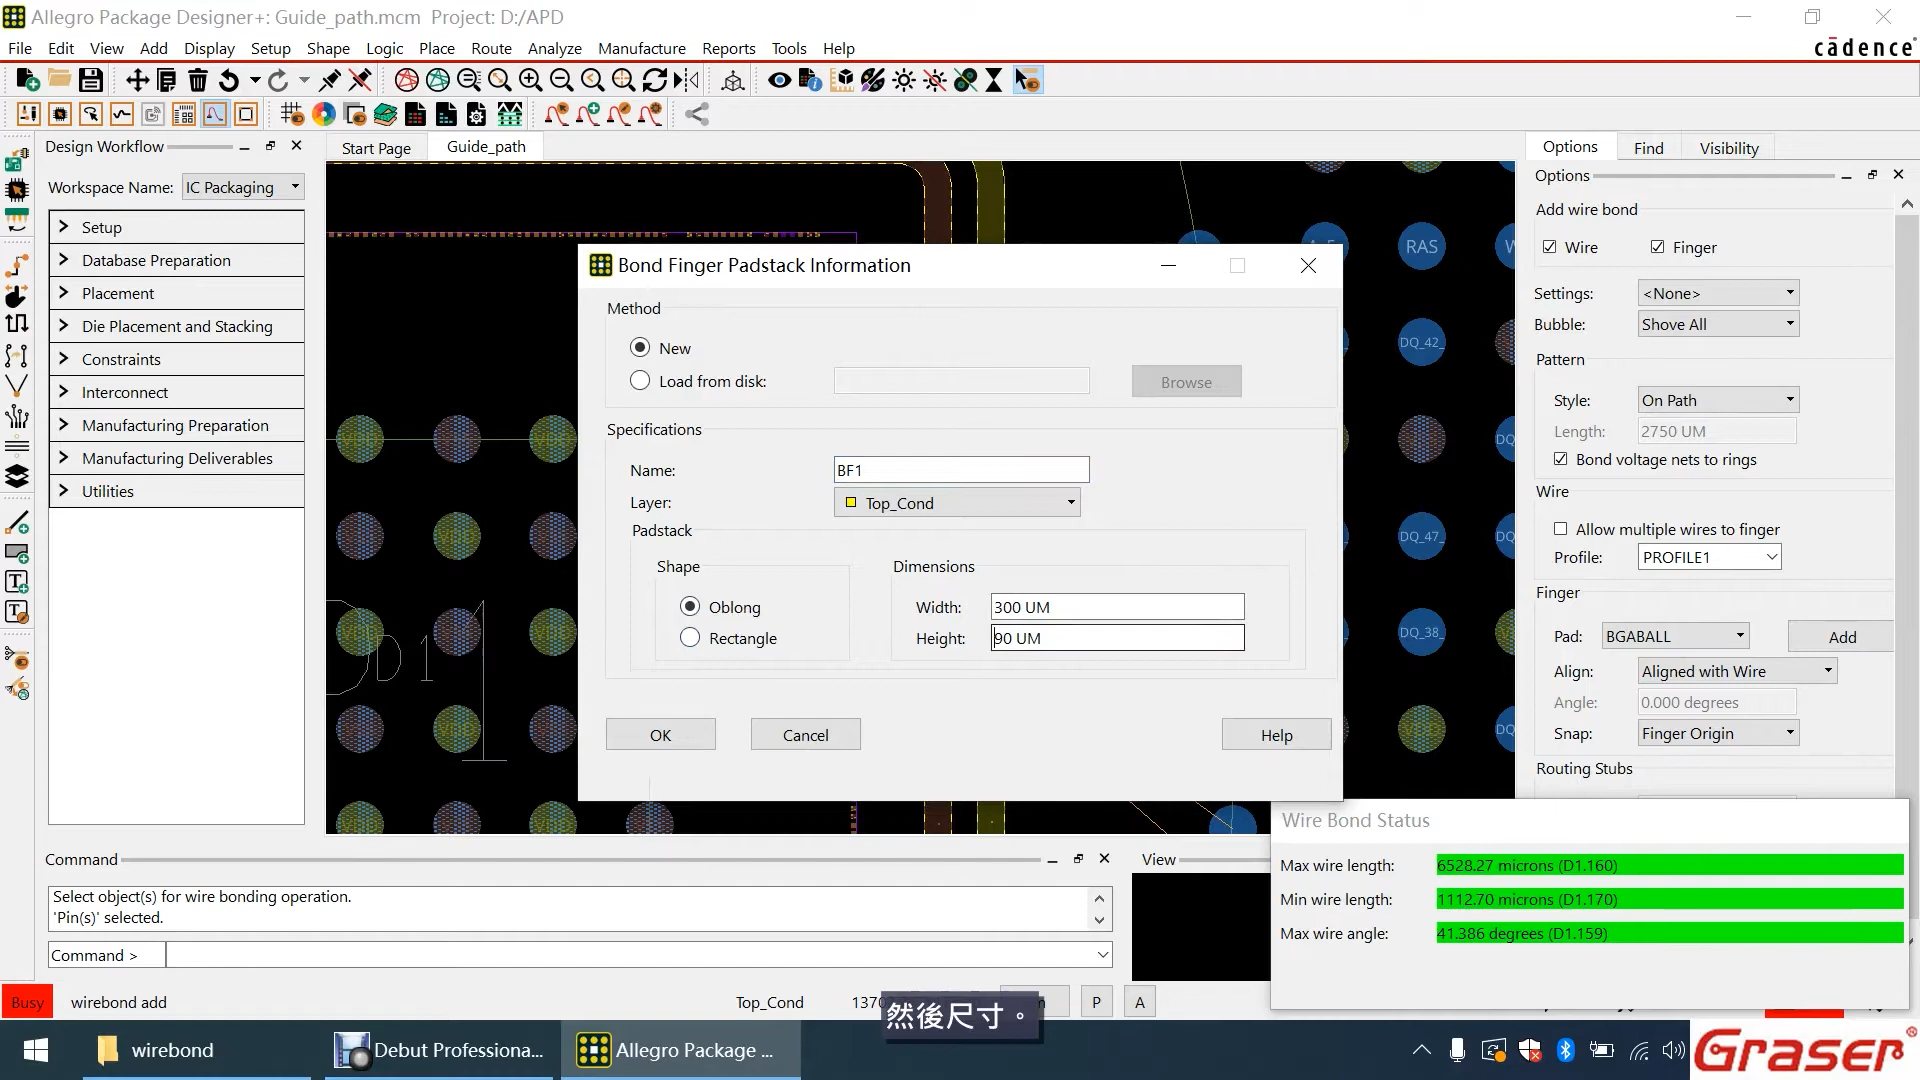 Allegro Package Designer+: Guide_path.mcm  Project: D:/APD
File Edit View Add Display Setup Shape Logic Place Route Analyze Manufacture Reports Tools Help
cādence
Design Workflow
Start Page
Guide_path
Options
Find
Visibility
Workspace Name: IC Packaging
Setup
Database Preparation
Placement
Die Placement and Stacking
Constraints
Interconnect
Manufacturing Preparation
Manufacturing Deliverables
Utilities
RAS
DQ_42_
DQ_47_
DQ_38_
D1
Bond Finger Padstack Information
Method
New
Load from disk:
Browse
Specifications
Name: BF1
Layer: Top_Cond
Padstack
Shape
Oblong
Rectangle
Dimensions
Width: 300 UM
Height: 90 UM
OK
Cancel
Help
Options
Add wire bond
Wire
Finger
Settings: <None>
Bubble: Shove All
Pattern
Style: On Path
Length: 2750 UM
Bond voltage nets to rings
Wire
Allow multiple wires to finger
Profile: PROFILE1
Finger
Pad: BGABALL
Add
Align: Aligned with Wire
Angle: 0.000 degrees
Snap: Finger Origin
Routing Stubs
Wire Bond Status
Max wire length: 6528.27 microns (D1.160)
Min wire length: 1112.70 microns (D1.170)
Max wire angle: 41.386 degrees (D1.159)
Command
Select object(s) for wire bonding operation.
'Pin(s)' selected.
Command >
View
Busy
wirebond add
Top_Cond
P
A
然後尺寸。
wirebond
Debut Professiona...
Allegro Package ...
Graser